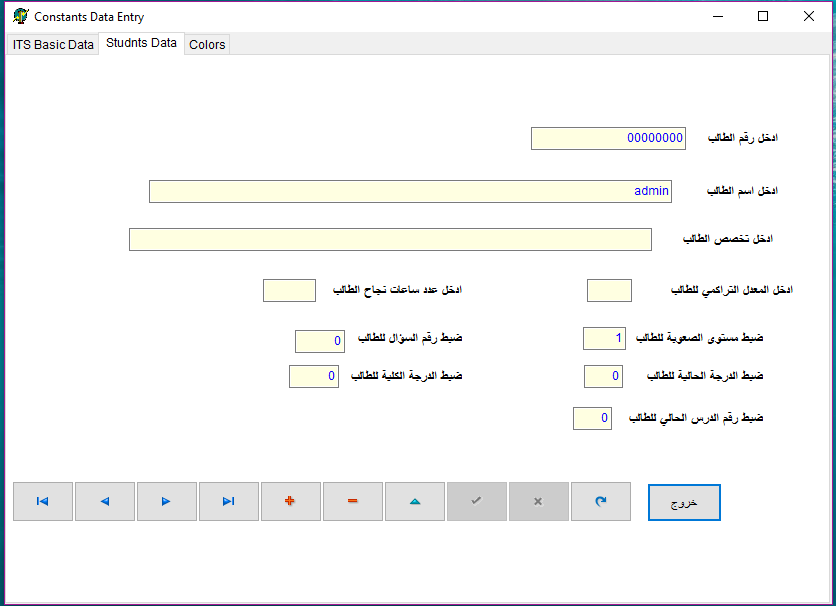 Constants Data Entry
ITS Basic Data Studnts Data Colors
ادخل رقم الطالب 00000000
ادخل اسم الطالب admin
ادخل تخصص الطالب
ادخل المعدل التراكمي للطالب ادخل عدد ساعات نجاح الطالب
ضبط مستوى الصعوبة للطالب 1 ضبط رقم السؤال للطالب 0
ضبط الدرجة الحالية للطالب 0 ضبط الدرجة الكلية للطالب 0
ضبط رقم الدرس الحالي للطالب 0
خروج